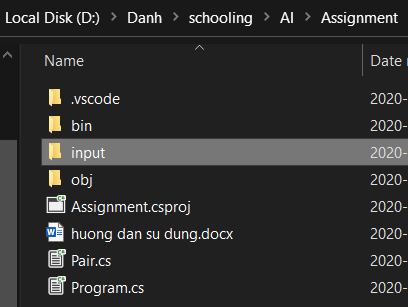 Local Disk (D:) > Danh > schooling > AI > Assignment
Name Date
.vscode 2020-
bin 2020-
input 2020-
obj 2020-
Assignment.csproj 2020-
huong dan su dung.docx 2020-
Pair.cs 2020-
Program.cs 2020-